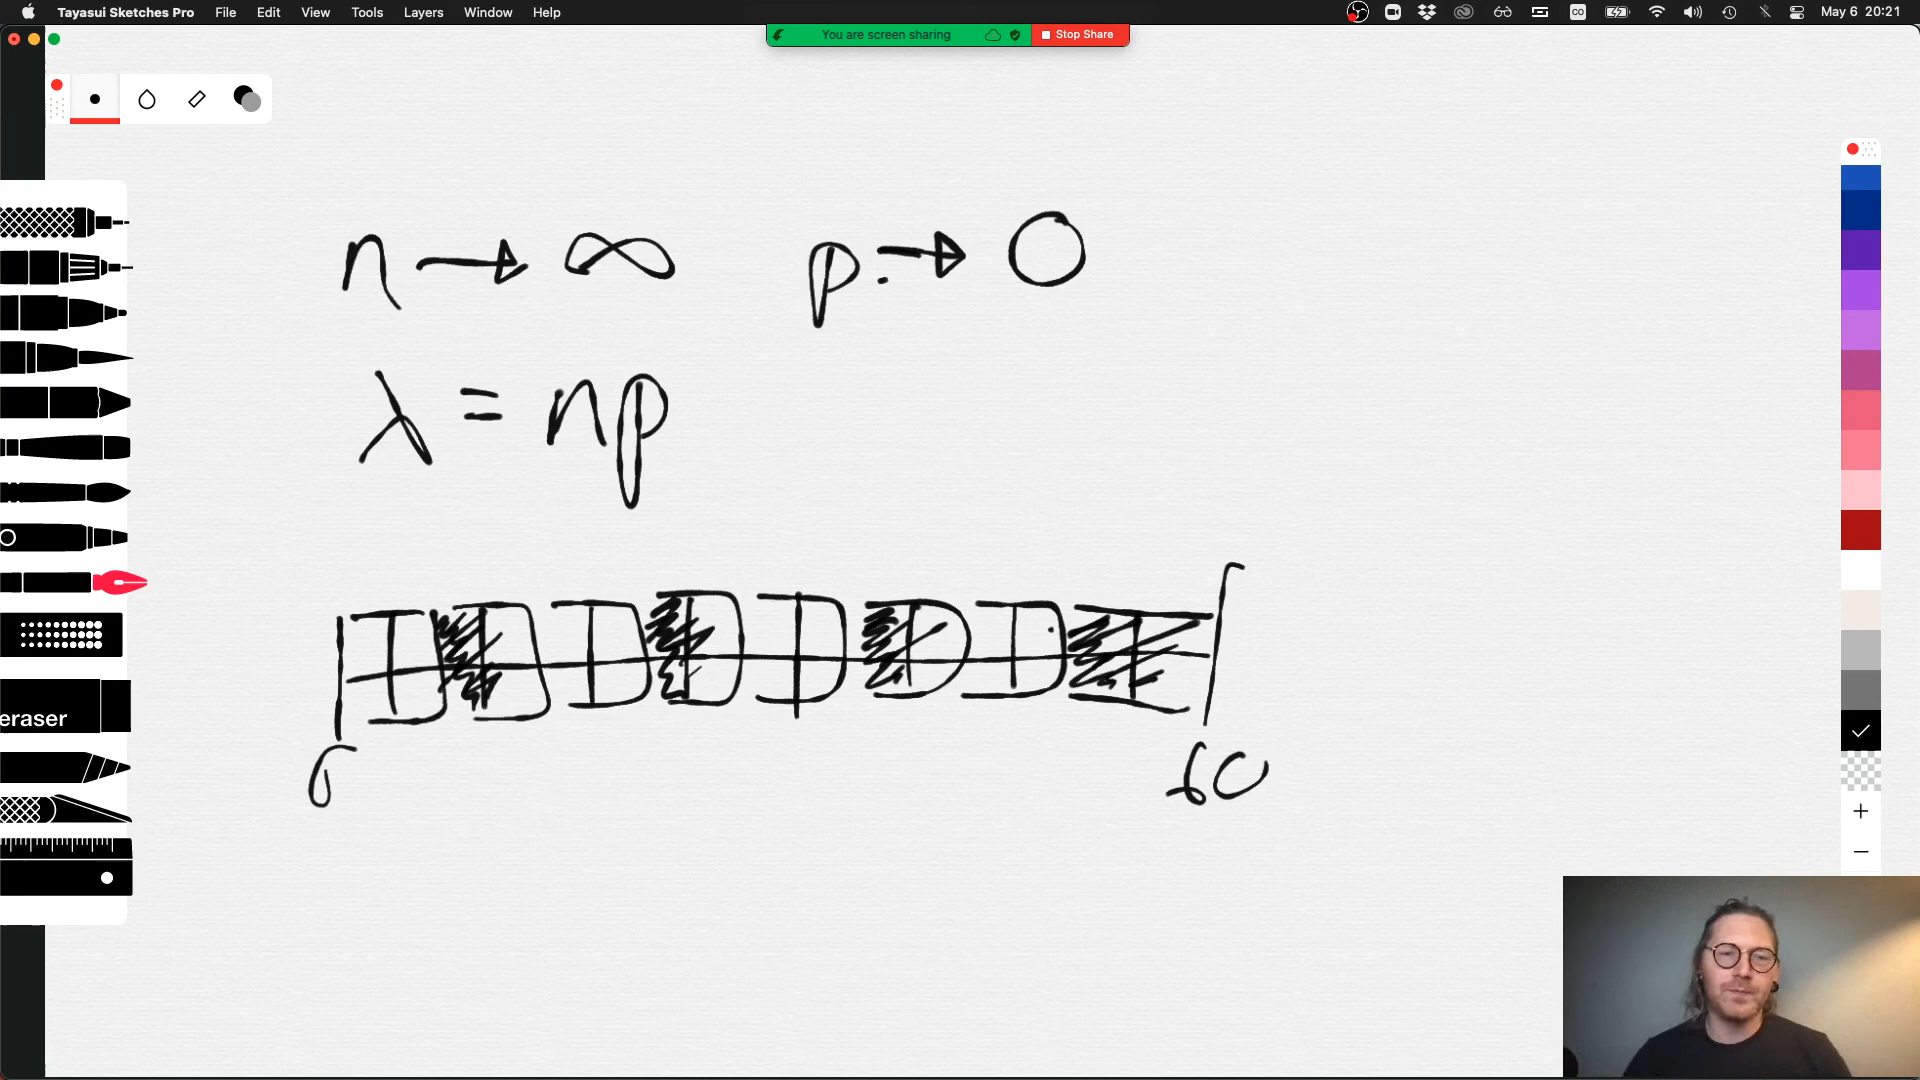 Tayasui Sketches Pro File Edit View Tools Layers Window Help May 6 20:21
You are screen sharing Stop Share
n → ∞ p → 0
λ = np
eraser
0 60